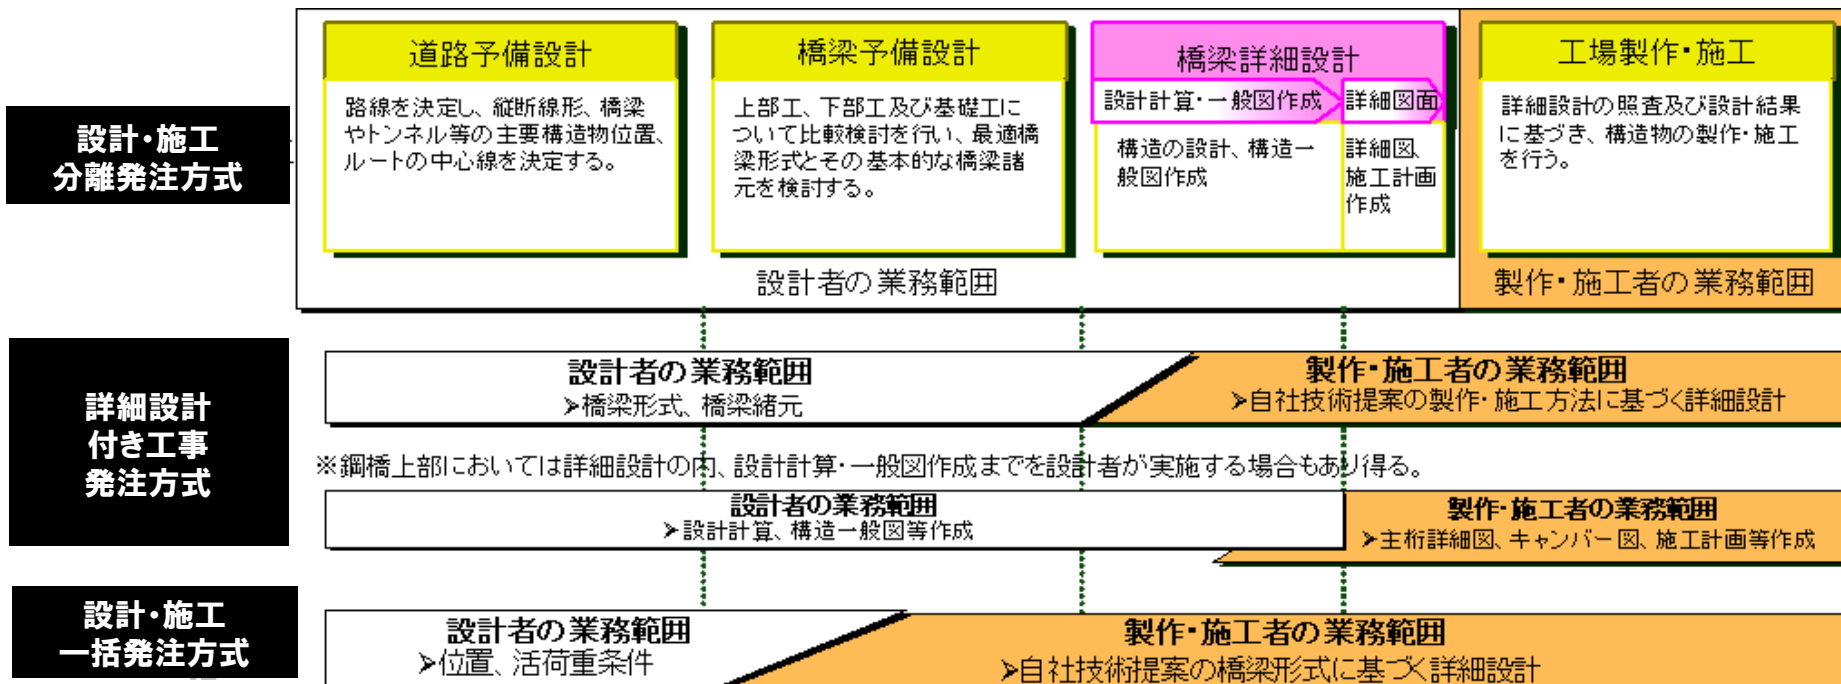 設計・施工
分離発注方式
道路予備設計
路線を決定し、縦断線形、橋梁
やトンネル等の主要構造物位置、
ルートの中心線を決定する。
橋梁予備設計
上部工、下部工及び基礎工に
ついて比較検討を行い、最適橋
梁形式とその基本的な橋梁諸
元を検討する。
橋梁詳細設計
設計計算・一般図作成
詳細図面
構造の設計、構造一
般図作成
詳細図、
施工計画
作成
工場製作・施工
詳細設計の照査及び設計結果
に基づき、構造物の製作・施工
を行う。
設計者の業務範囲
製作・施工者の業務範囲
詳細設計
付き工事
発注方式
設計者の業務範囲
➢橋梁形式、橋梁緒元
製作・施工者の業務範囲
➢自社技術提案の製作・施工方法に基づく詳細設計
※鋼橋上部においては詳細設計の内、設計計算・一般図作成までを設計者が実施する場合もあり得る。
設計者の業務範囲
➢設計計算、構造一般図等作成
製作・施工者の業務範囲
➢主桁詳細図、キャンバー図、施工計画等作成
設計・施工
一括発注方式
設計者の業務範囲
➢位置、活荷重条件
製作・施工者の業務範囲
➢自社技術提案の橋梁形式に基づく詳細設計